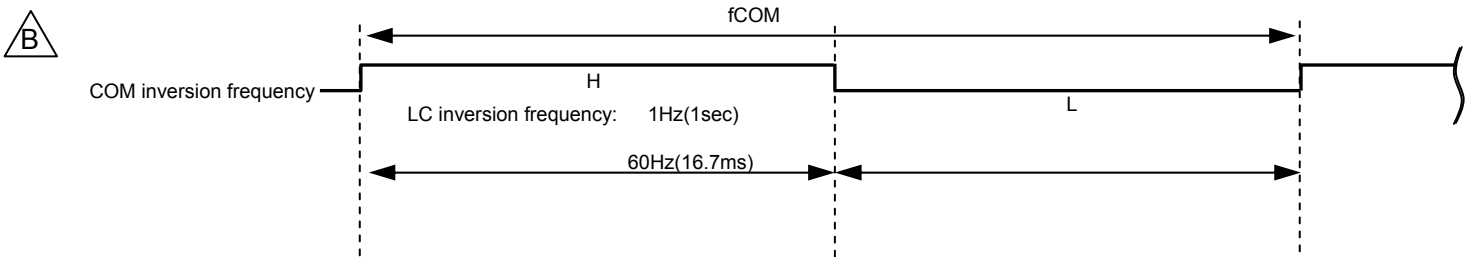 fCOM
B
COM inversion frequency
H
L
LC inversion frequency: 1Hz(1sec)
60Hz(16.7ms)